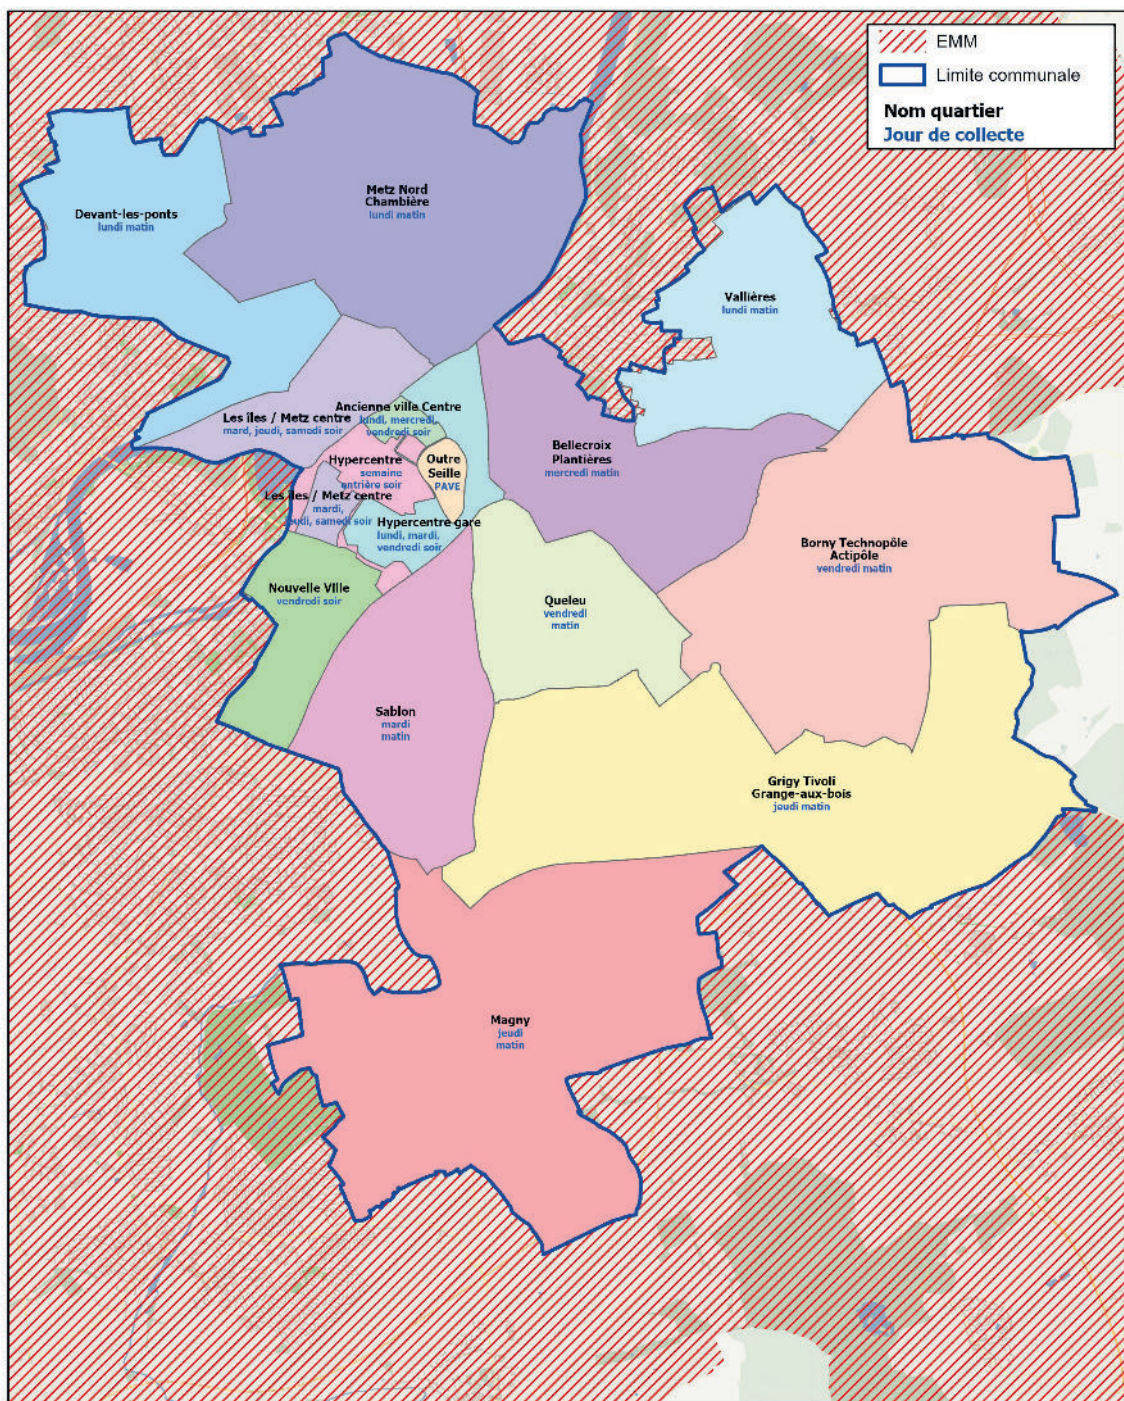 EMM
Limite communale
Nom quartier
Jour de collecte
Metz Nord
Chambière
lundi matin
Devant-les-ponts
lundi matin
Vallières
lundi matin
Ancienne ville Centre
lundi, mercredi,
vendredi soir
Les îles / Metz centre
mard, jeudi, samedi soir
Bellecroix
Plantières
mercredi matin
Hypercentre
semaine
entrière soir
Outre
Seille
PAVE
Les îles / Metz centre
mardi,
jeudi, samedi soir
Hypercentre gare
lundi, mardi,
vendredi soir
Borny Technopôle
Actipôle
vendredi matin
Nouvelle Ville
vendredi soir
Queleu
vendredi
matin
Sablon
mardi
matin
Grigy Tivoli
Grange-aux-bois
jeudi matin
Magny
jeudi
matin